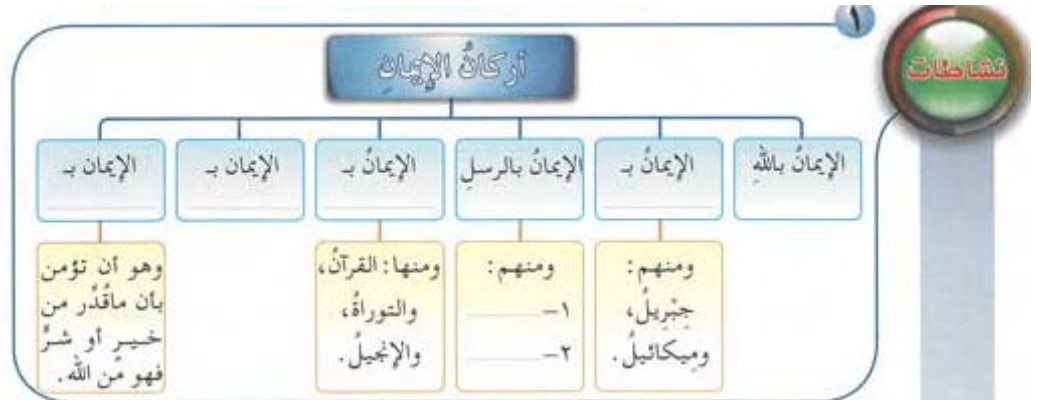 ١
نشاطات
أركانُ الإيمانِ
الإيمانُ باللهِ
الإيمانُ بـ
الإيمانُ بالرسلِ
الإيمانُ بـ
الإيمان بـ
الإيمان بـ
ومنهم:
جِبْرِيلُ،
ومِيكائيلُ.
ومنهم:
١-
٢-
ومنها: القرآنُ،
والتوراةُ،
والإنجيلُ.
وهو أن تؤمن
بأن ماقُدِّر من
خير أو شرٍّ
فهو من الله.